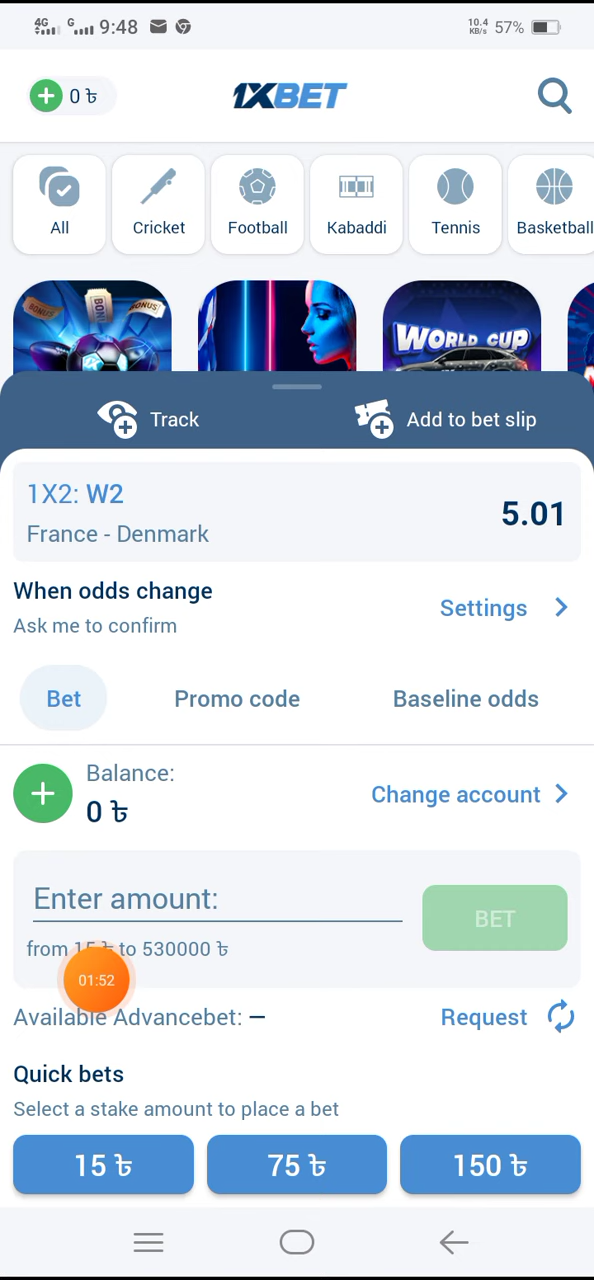 4G G 9:48 10.4 KB/s 57%
0 ৳ 1XBET
All Cricket Football Kabaddi Tennis Basketball
BONUS!
WORLD CUP
Track Add to bet slip
1X2: W2
France - Denmark 5.01
When odds change
Ask me to confirm Settings
Bet Promo code Baseline odds
Balance:
0 ৳ Change account
Enter amount: BET
from 15 ৳ to 530000 ৳
01:52
Available Advancebet: – Request
Quick bets
Select a stake amount to place a bet
15 ৳ 75 ৳ 150 ৳